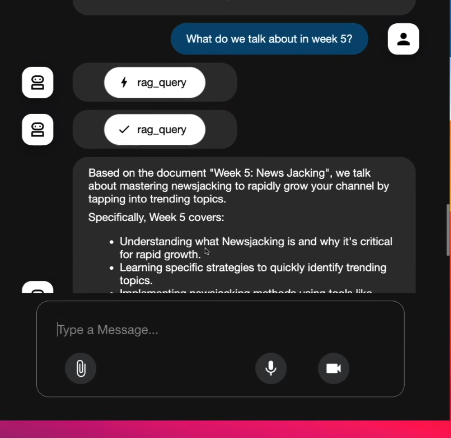 What do we talk about in week 5?
rag_query
rag_query
Based on the document "Week 5: News Jacking", we talk
about mastering newsjacking to rapidly grow your channel by
tapping into trending topics.
Specifically, Week 5 covers:
• Understanding what Newsjacking is and why it's critical
for rapid growth.
• Learning specific strategies to quickly identify trending
topics.
• Implementing newsjacking methods using tools like
Type a Message...